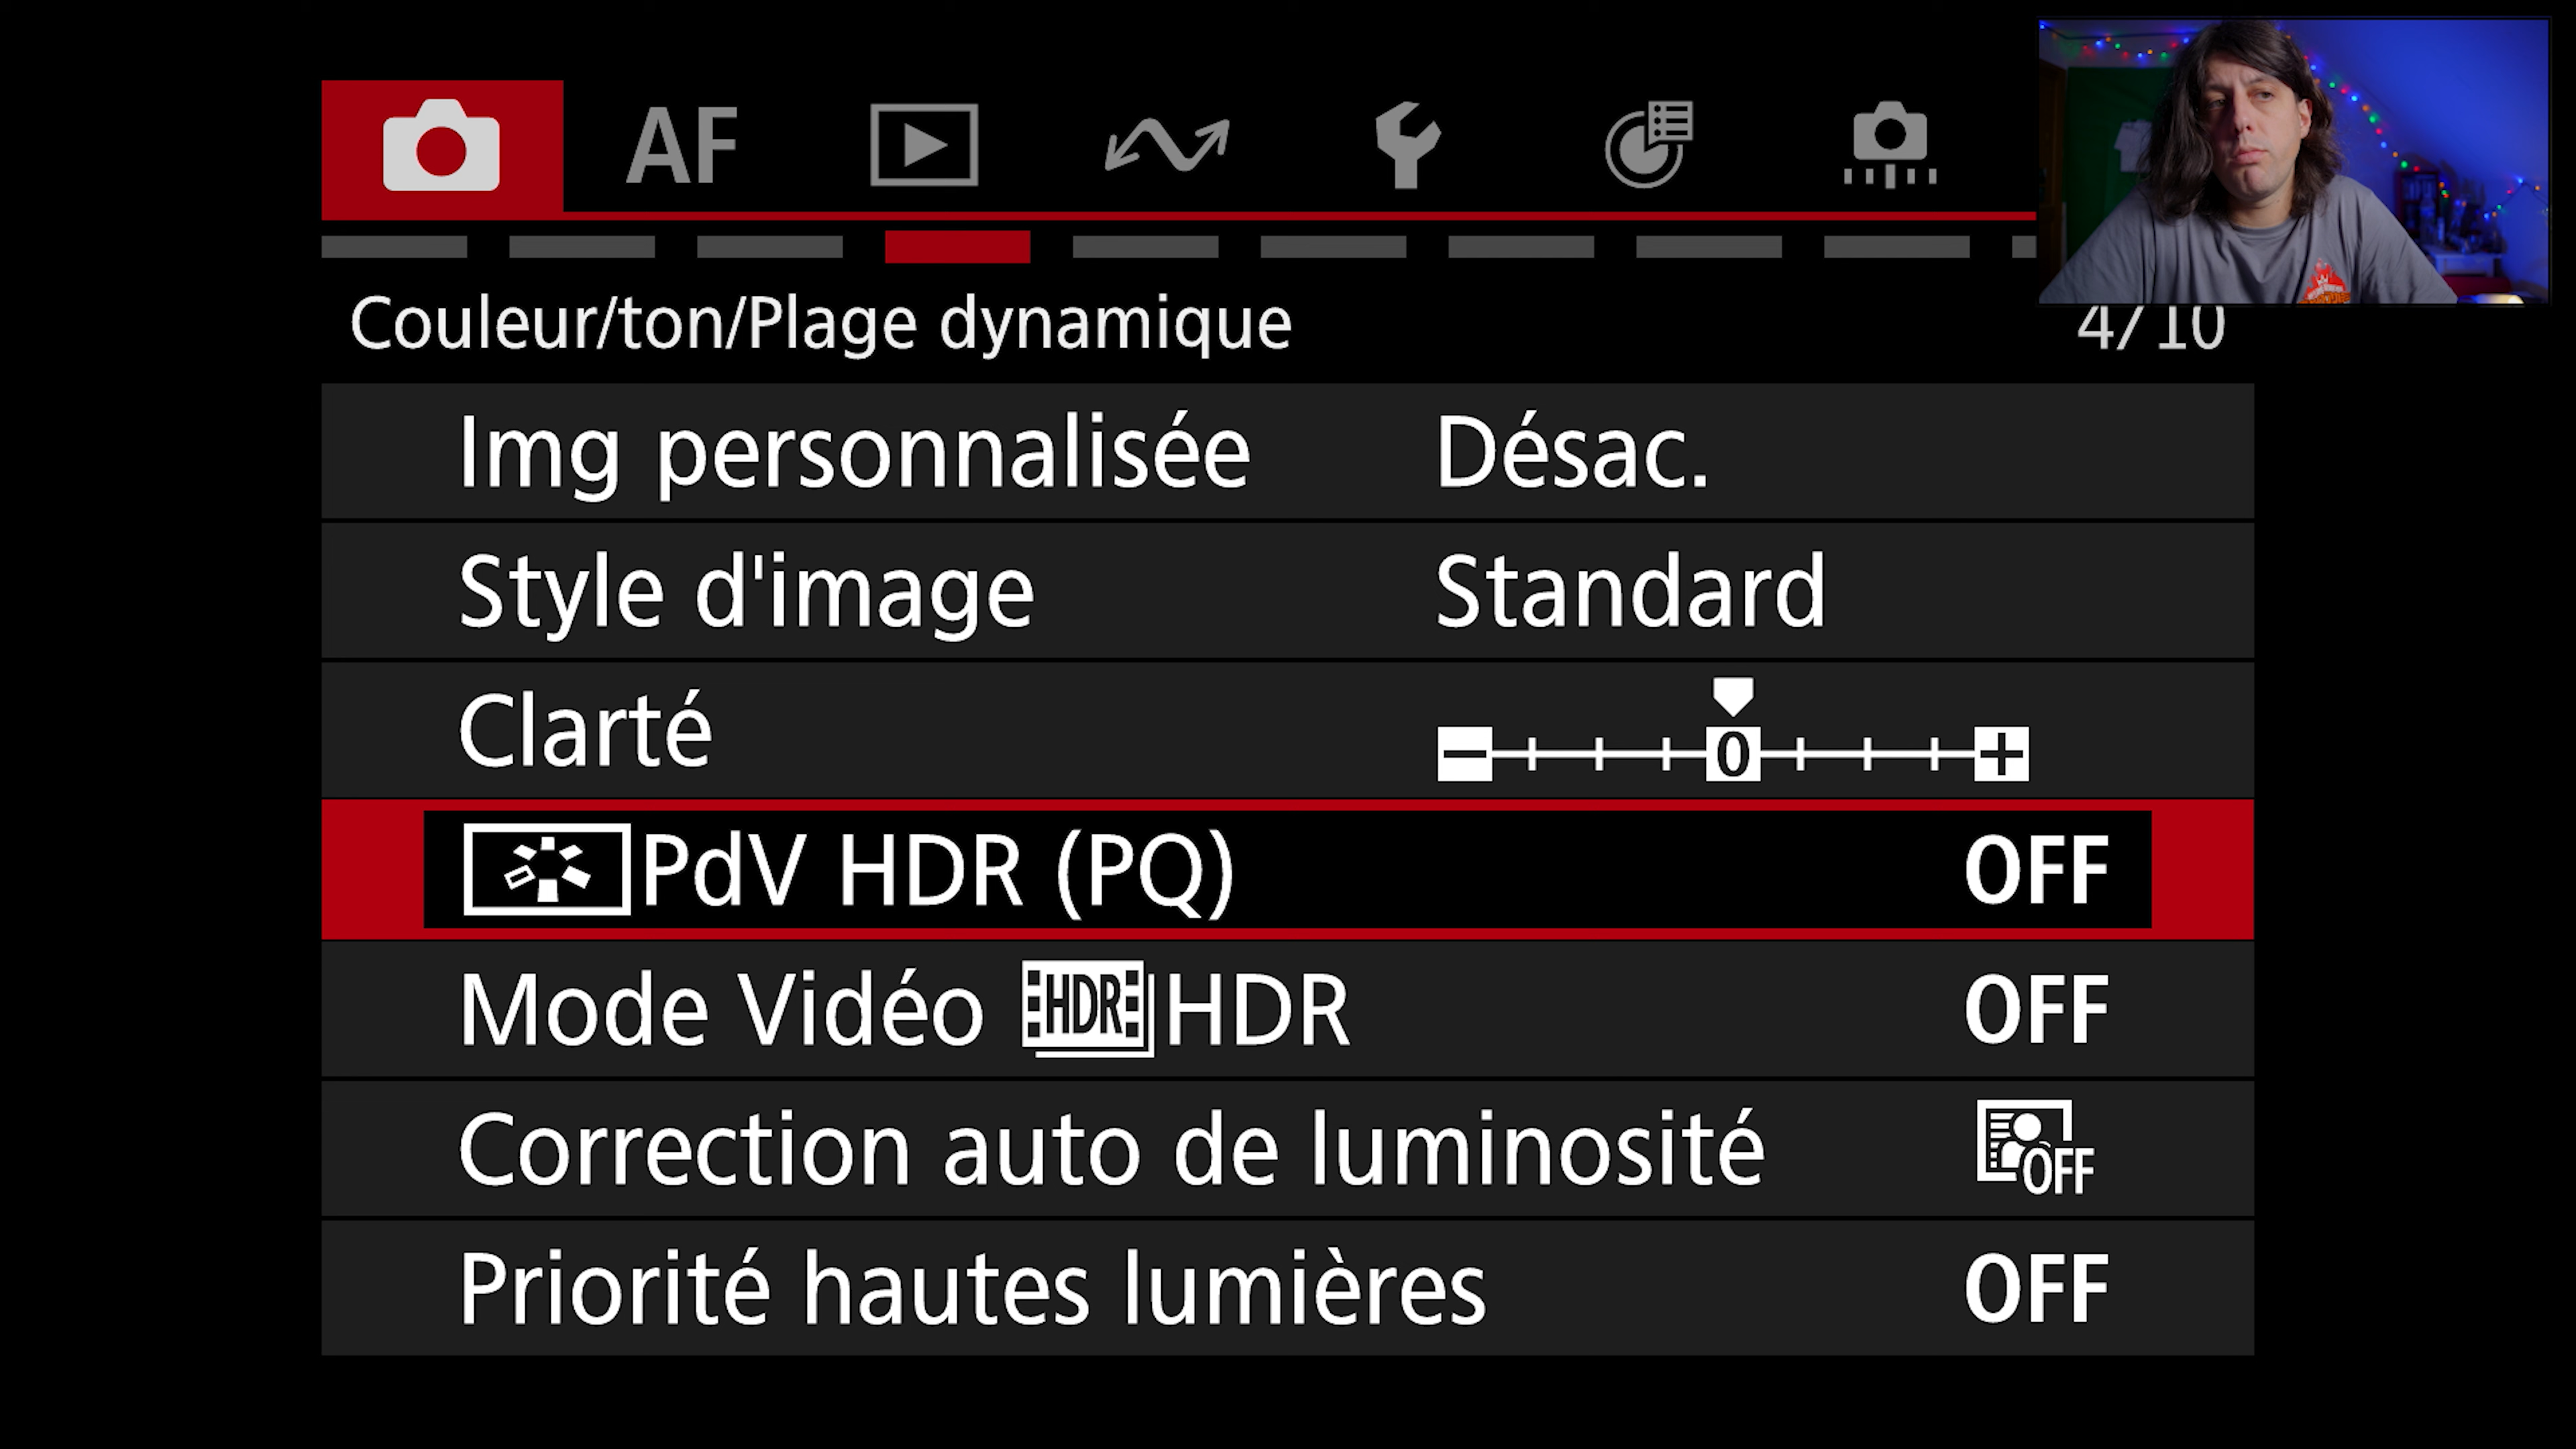 AF
Couleur/ton/Plage dynamique 4/10
Img personnalisée Désac.
Style d'image Standard
Clarté 0
PdV HDR (PQ) OFF
Mode Vidéo HDR HDR OFF
Correction auto de luminosité OFF
Priorité hautes lumières OFF